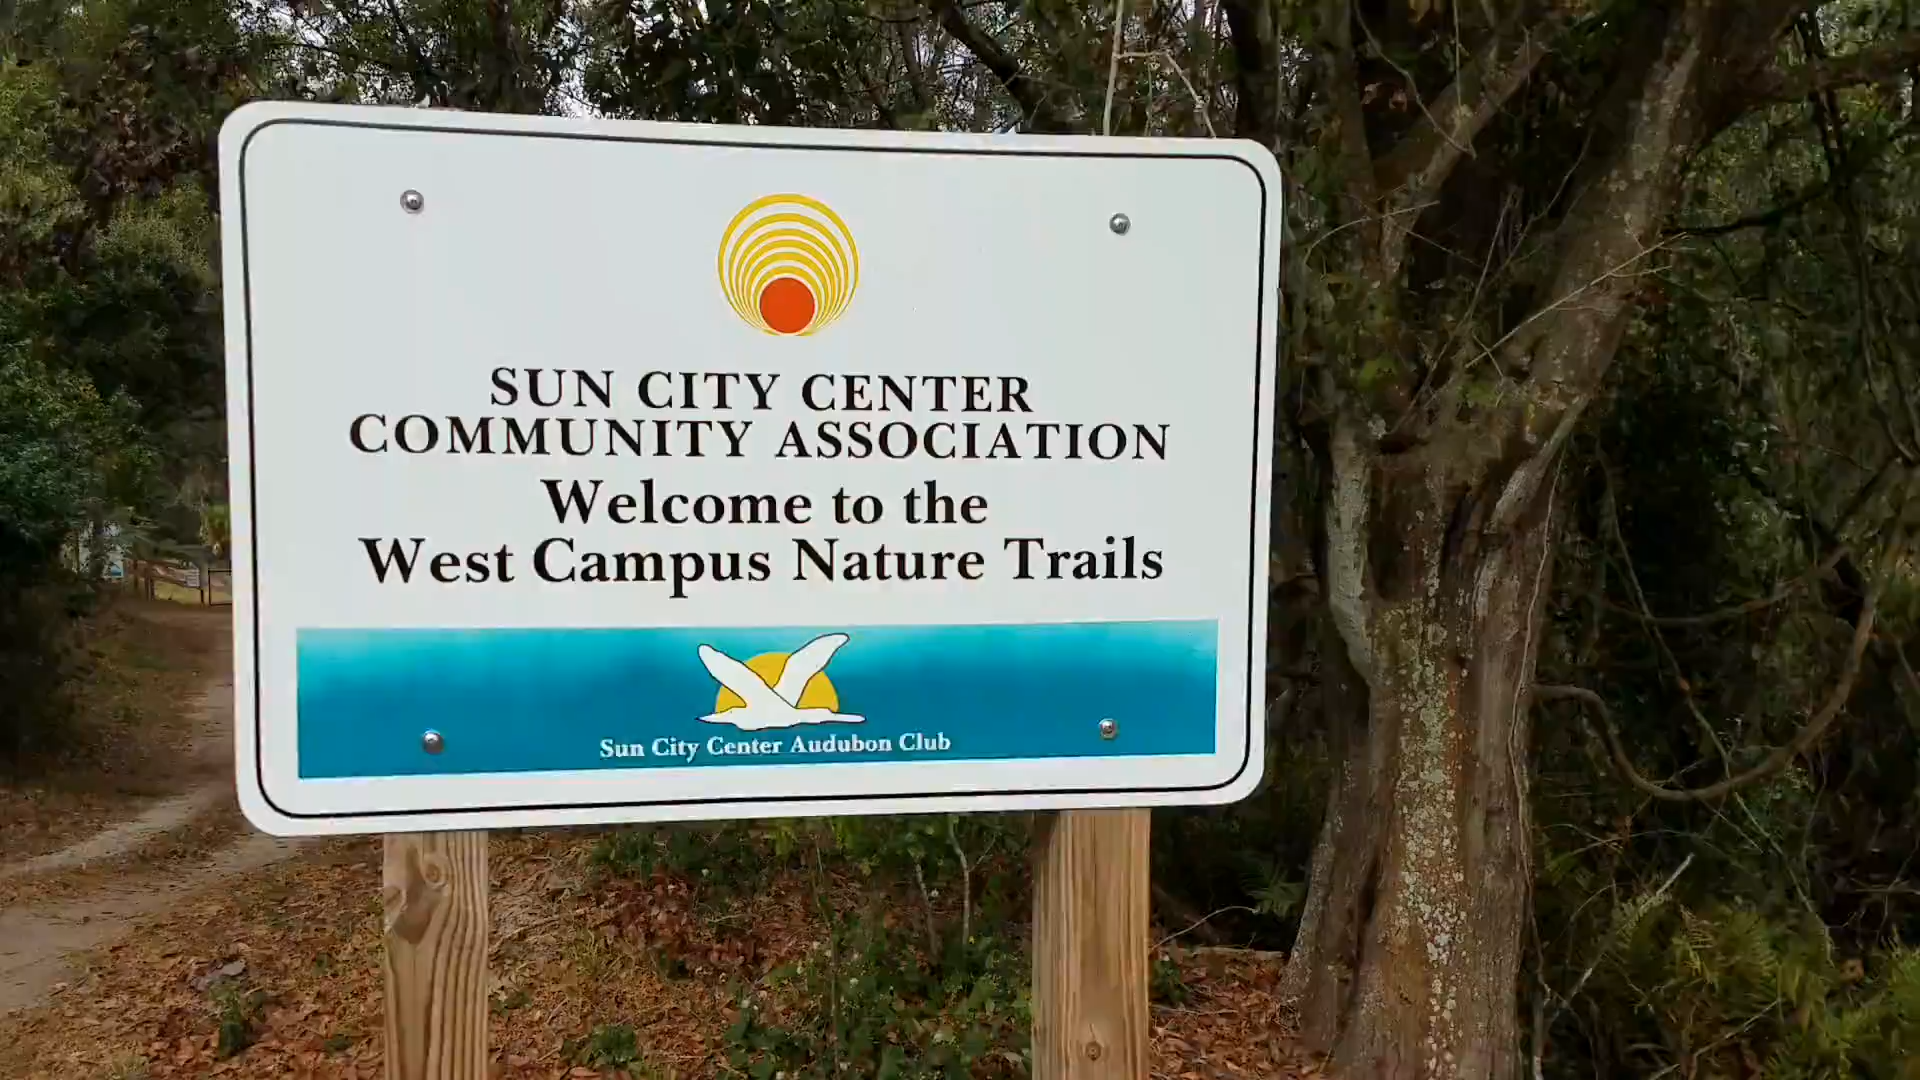 SUN CITY CENTER
COMMUNITY ASSOCIATION
Welcome to the
West Campus Nature Trails
Sun City Center Audubon Club